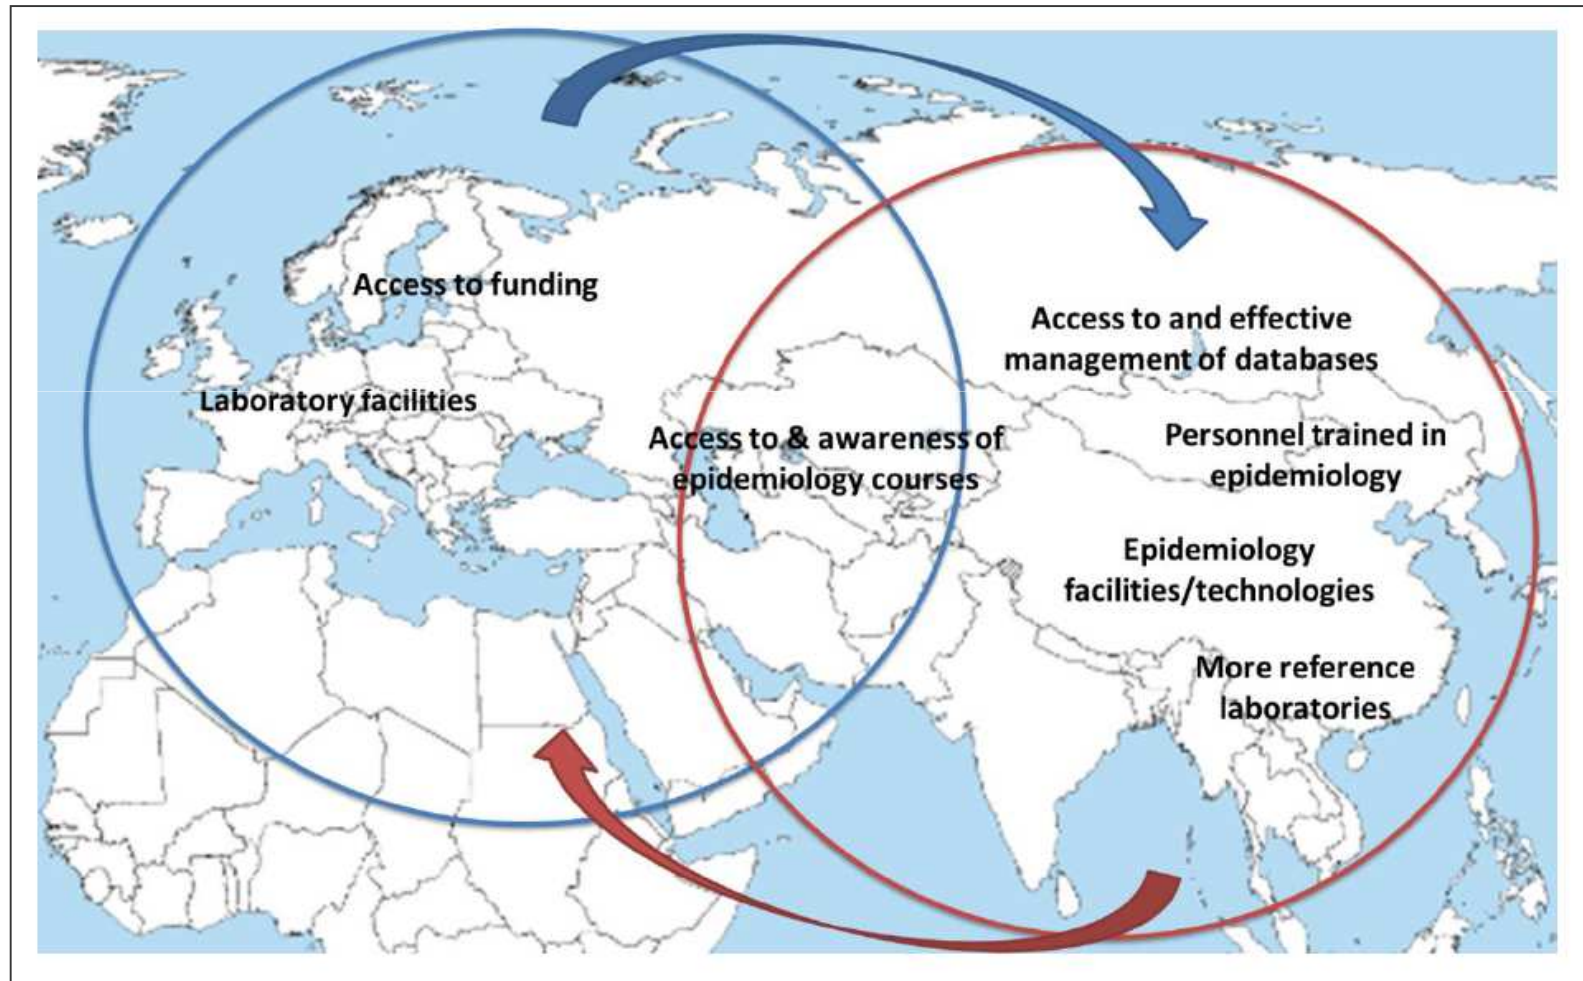 Access to funding
Laboratory facilities
Access to & awareness of
epidemiology courses
Access to and effective
management of databases
Personnel trained in
epidemiology
Epidemiology
facilities/technologies
More reference
laboratories